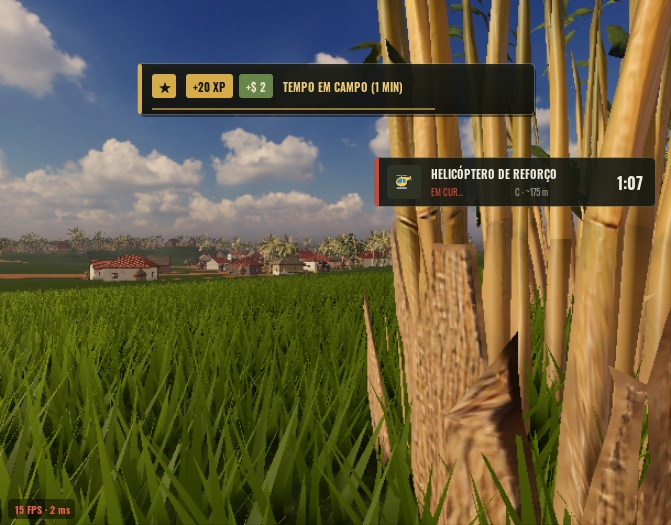 ★ +20 XP +$ 2 TEMPO EM CAMPO (1 MIN)
HELICÓPTERO DE REFORÇO 1:07
EM CUR... C · ~175 m
15 FPS · 2 ms